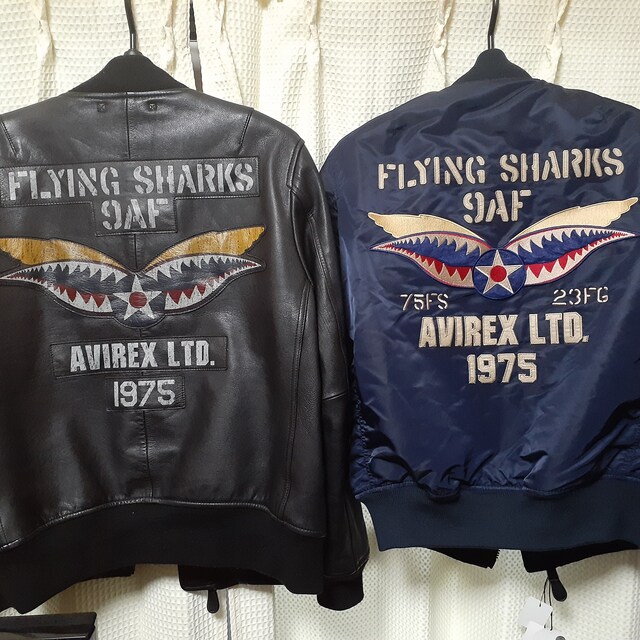 FLYING SHARKS
9AF
AVIREX LTD.
1975
FLYING SHARKS
9AF
75FS 23FG
AVIREX LTD.
1975